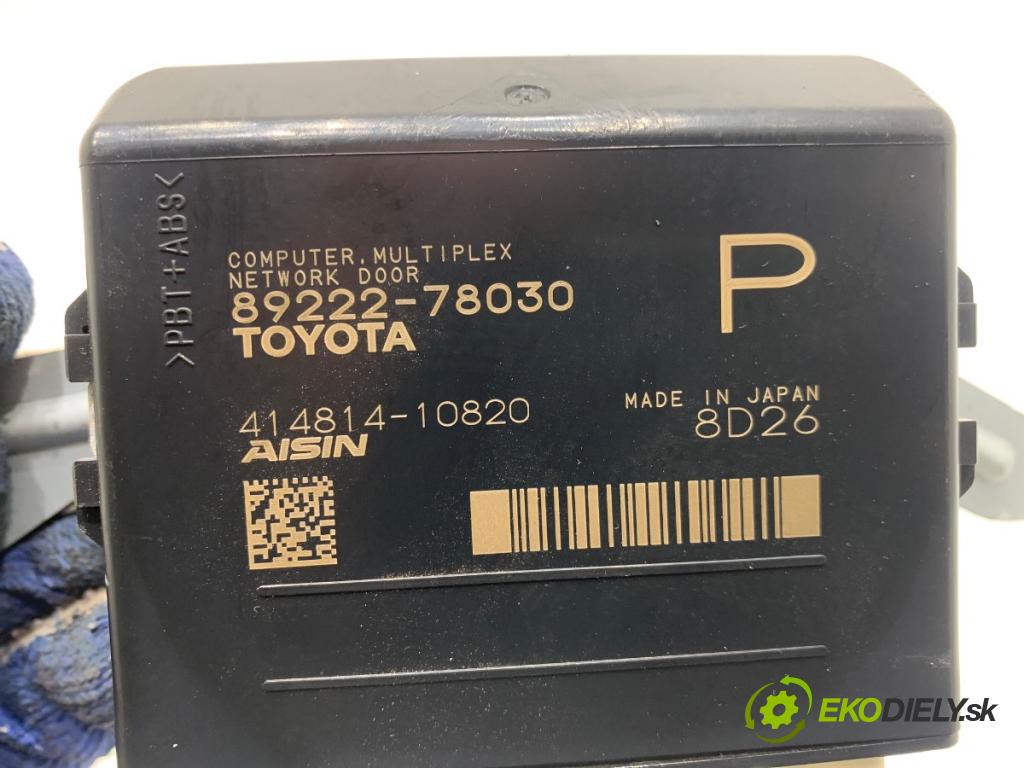 >PBT+ABS<
COMPUTER, MULTIPLEX
NETWORK DOOR
89222-78030
TOYOTA
P
414814-10820
AISIN
MADE IN JAPAN
8D26
EKODIELY.sk